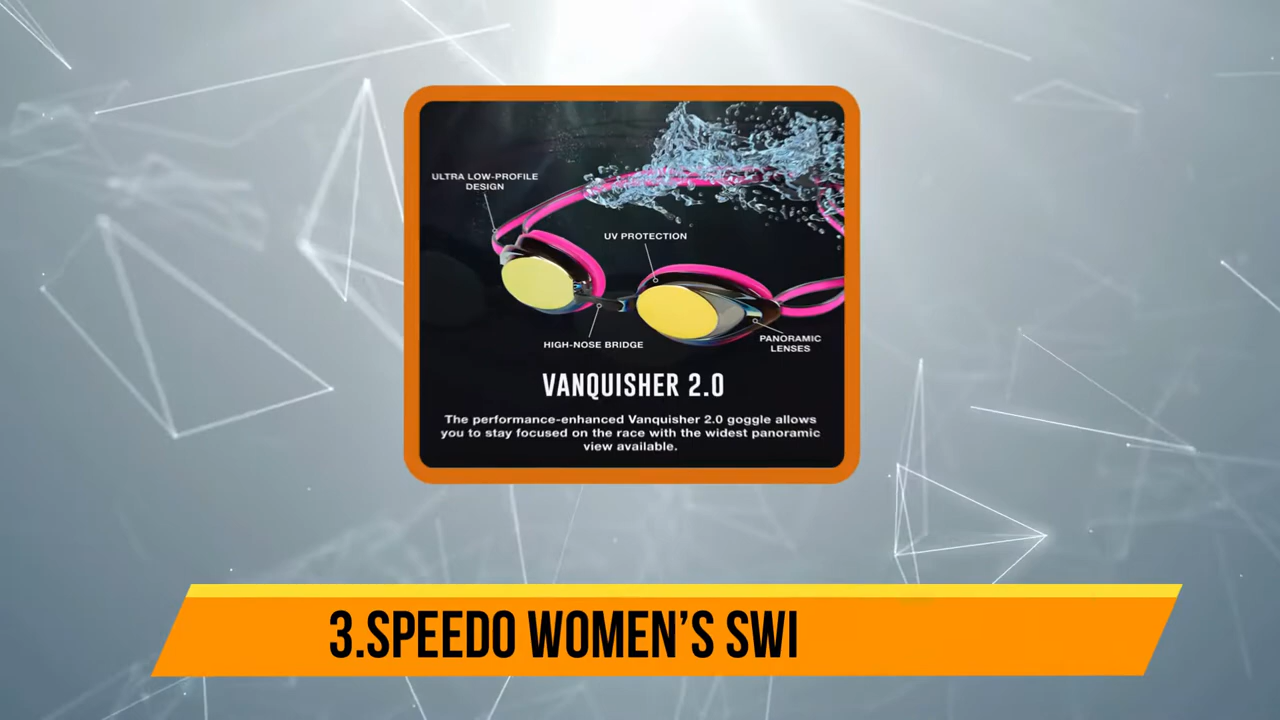 ULTRA LOW-PROFILE
DESIGN
UV PROTECTION
HIGH-NOSE BRIDGE
PANORAMIC
LENSES
VANQUISHER 2.0
The performance-enhanced Vanquisher 2.0 goggle allows
you to stay focused on the race with the widest panoramic
view available.
3.SPEEDO WOMEN'S SWI